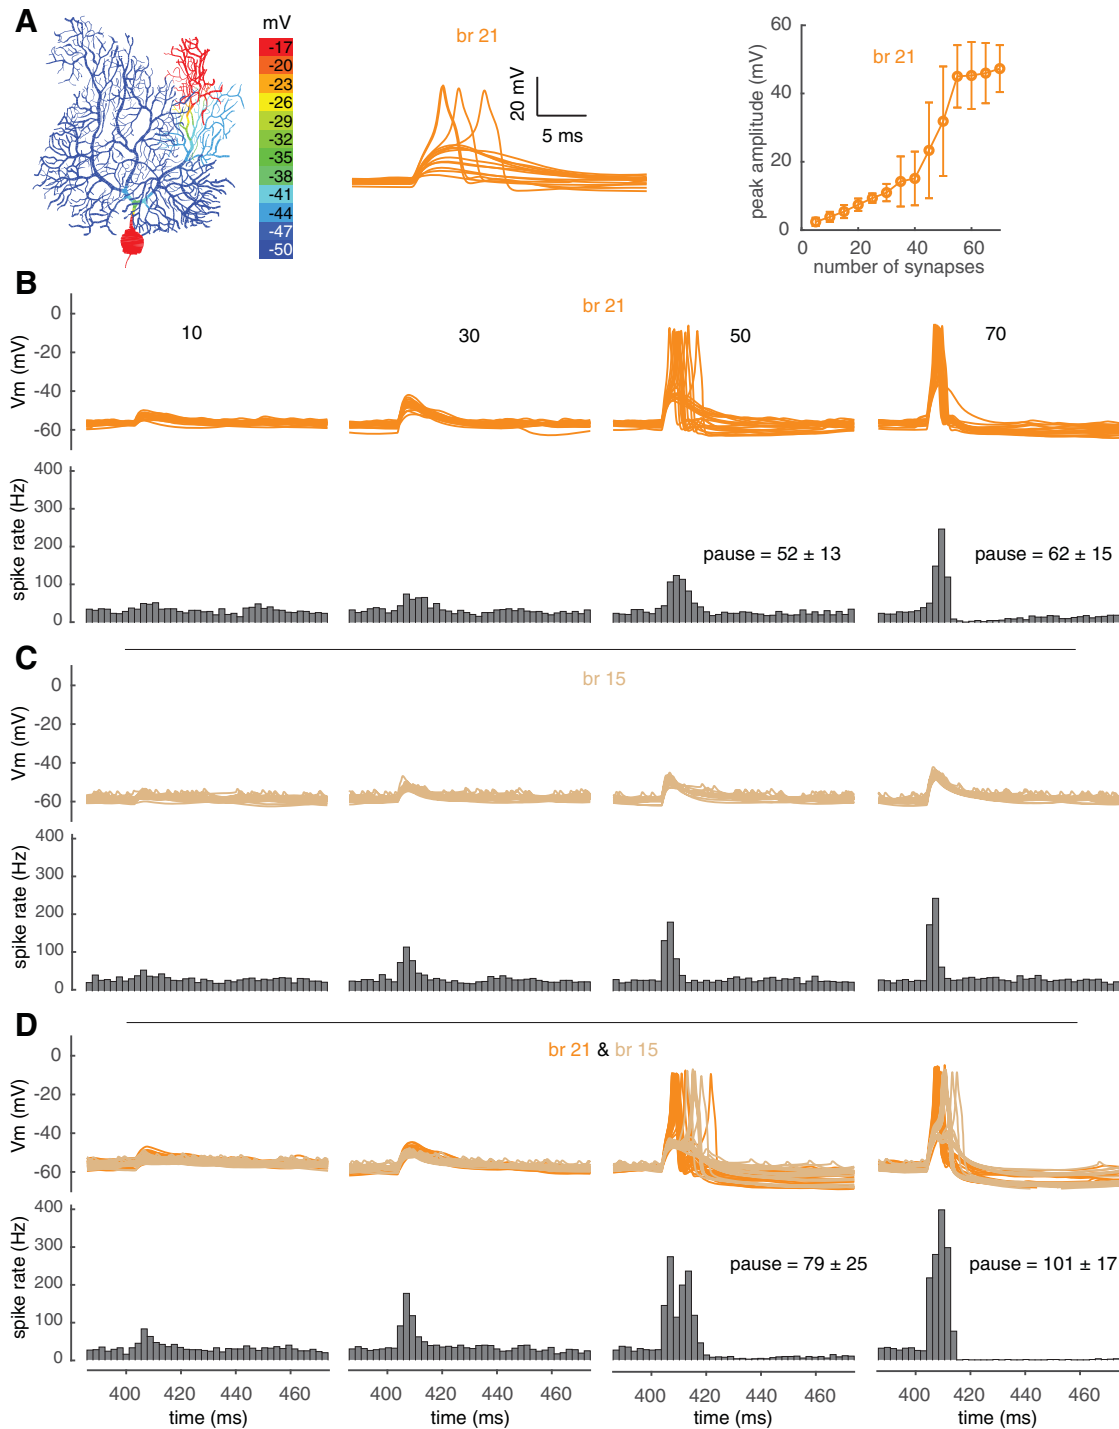 A
mV
-17
-20
-23
-26
-29
-32
-35
-38
-41
-44
-47
-50
br 21
20 mV
5 ms
br 21
peak amplitude (mV)
60
40
20
0
0 20 40 60
number of synapses
B
br 21
10 30 50 70
Vm (mV)
0
-20
-40
-60
spike rate (Hz)
400
300
200
100
0
pause = 52 ± 13
pause = 62 ± 15
C
br 15
Vm (mV)
0
-20
-40
-60
spike rate (Hz)
400
300
200
100
0
D
br 21 & br 15
Vm (mV)
0
-20
-40
-60
spike rate (Hz)
400
300
200
100
0
pause = 79 ± 25
pause = 101 ± 17
400 420 440 460 400 420 440 460 400 420 440 460 400 420 440 460
time (ms) time (ms) time (ms) time (ms)